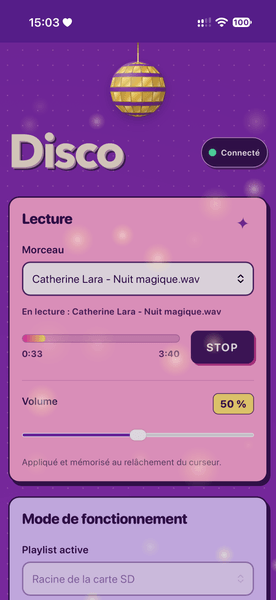 15:03
100
Disco
Connecté
Lecture
Morceau
Catherine Lara - Nuit magique.wav
En lecture : Catherine Lara - Nuit magique.wav
0:33
3:40
STOP
Volume
50 %
Appliqué et mémorisé au relâchement du curseur.
Mode de fonctionnement
Playlist active
Racine de la carte SD